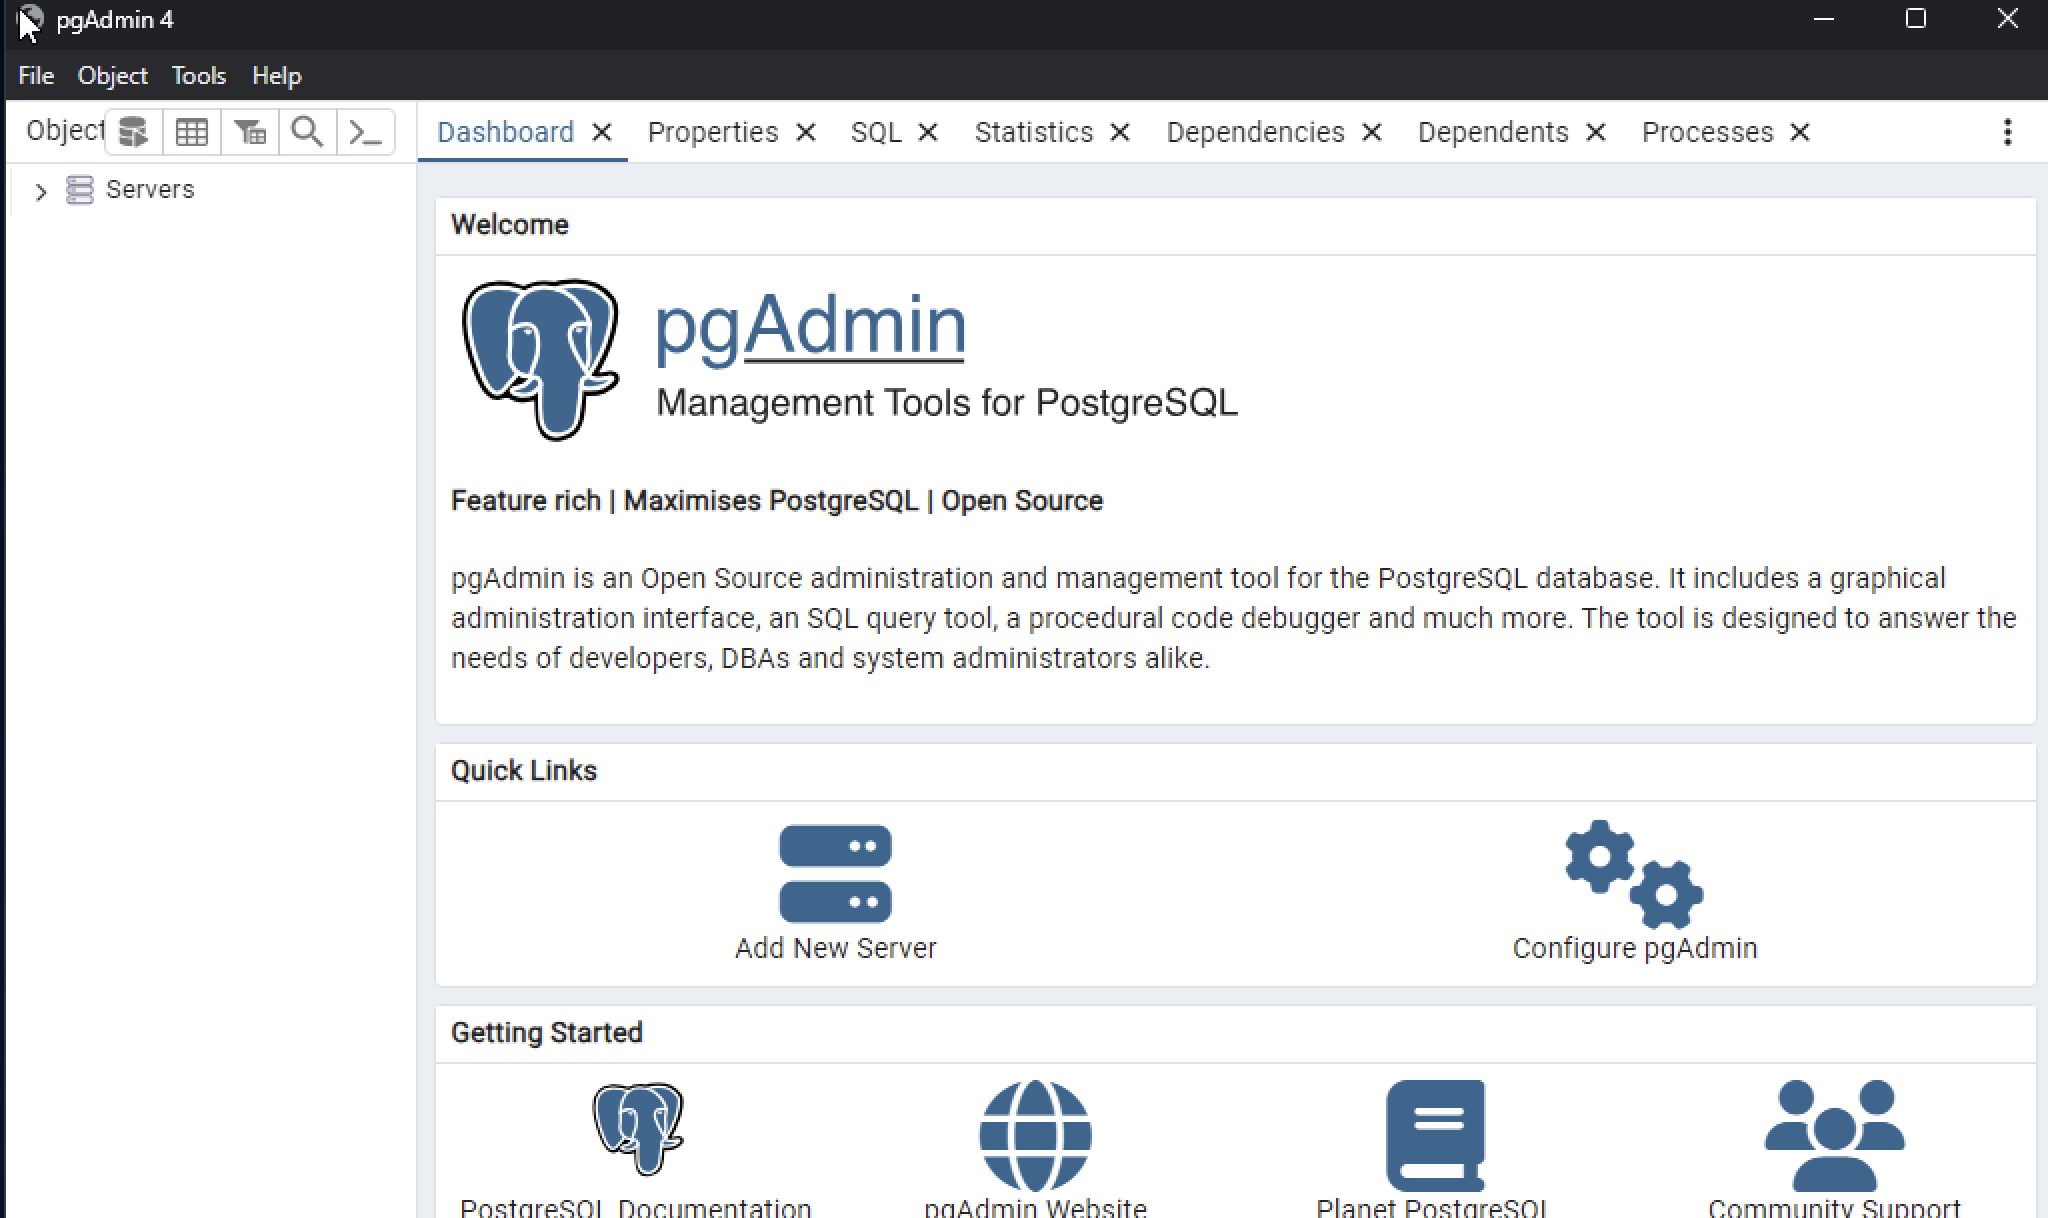 pgAdmin 4
File Object Tools Help
Object
Dashboard Properties SQL Statistics Dependencies Dependents Processes
Servers
Welcome
pgAdmin
Management Tools for PostgreSQL
Feature rich | Maximises PostgreSQL | Open Source
pgAdmin is an Open Source administration and management tool for the PostgreSQL database. It includes a graphical
administration interface, an SQL query tool, a procedural code debugger and much more. The tool is designed to answer the
needs of developers, DBAs and system administrators alike.
Quick Links
Add New Server
Configure pgAdmin
Getting Started
PostgreSQL Documentation
pgAdmin Website
Planet PostgreSQL
Community Support